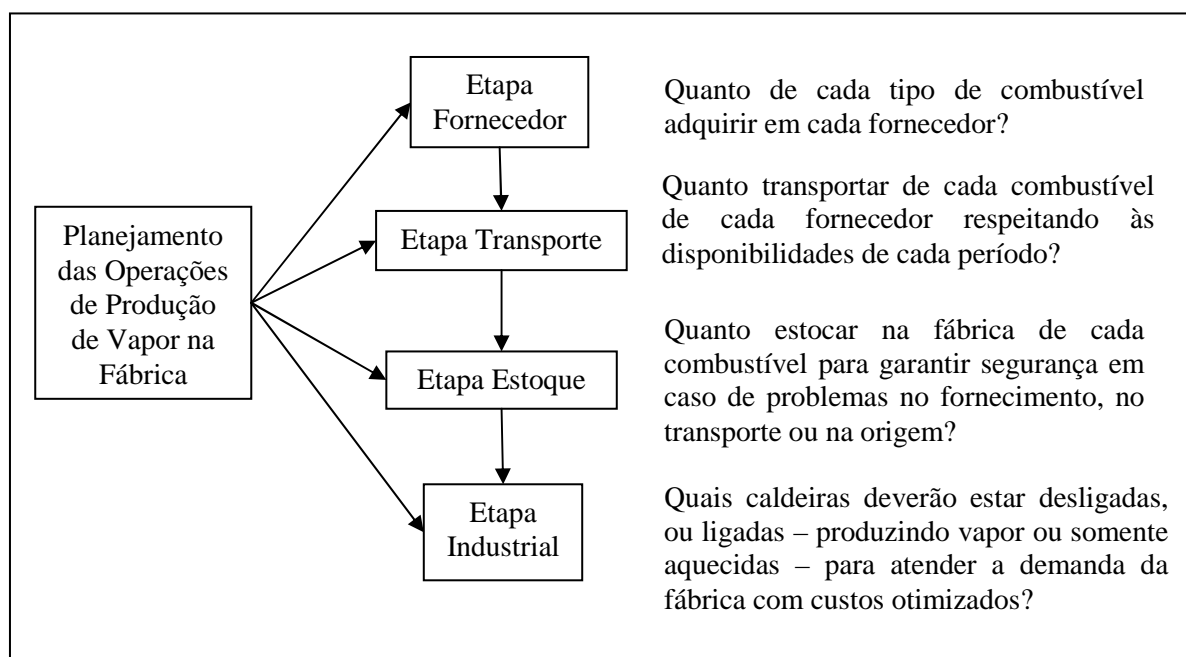 Planejamento
das Operações
de Produção
de Vapor na
Fábrica
Etapa
Fornecedor
Quanto de cada tipo de combustível
adquirir em cada fornecedor?
Etapa Transporte
Quanto transportar de cada combustível
de cada fornecedor respeitando às
disponibilidades de cada período?
Etapa Estoque
Quanto estocar na fábrica de cada
combustível para garantir segurança em
caso de problemas no fornecimento, no
transporte ou na origem?
Etapa
Industrial
Quais caldeiras deverão estar desligadas,
ou ligadas – produzindo vapor ou somente
aquecidas – para atender a demanda da
fábrica com custos otimizados?